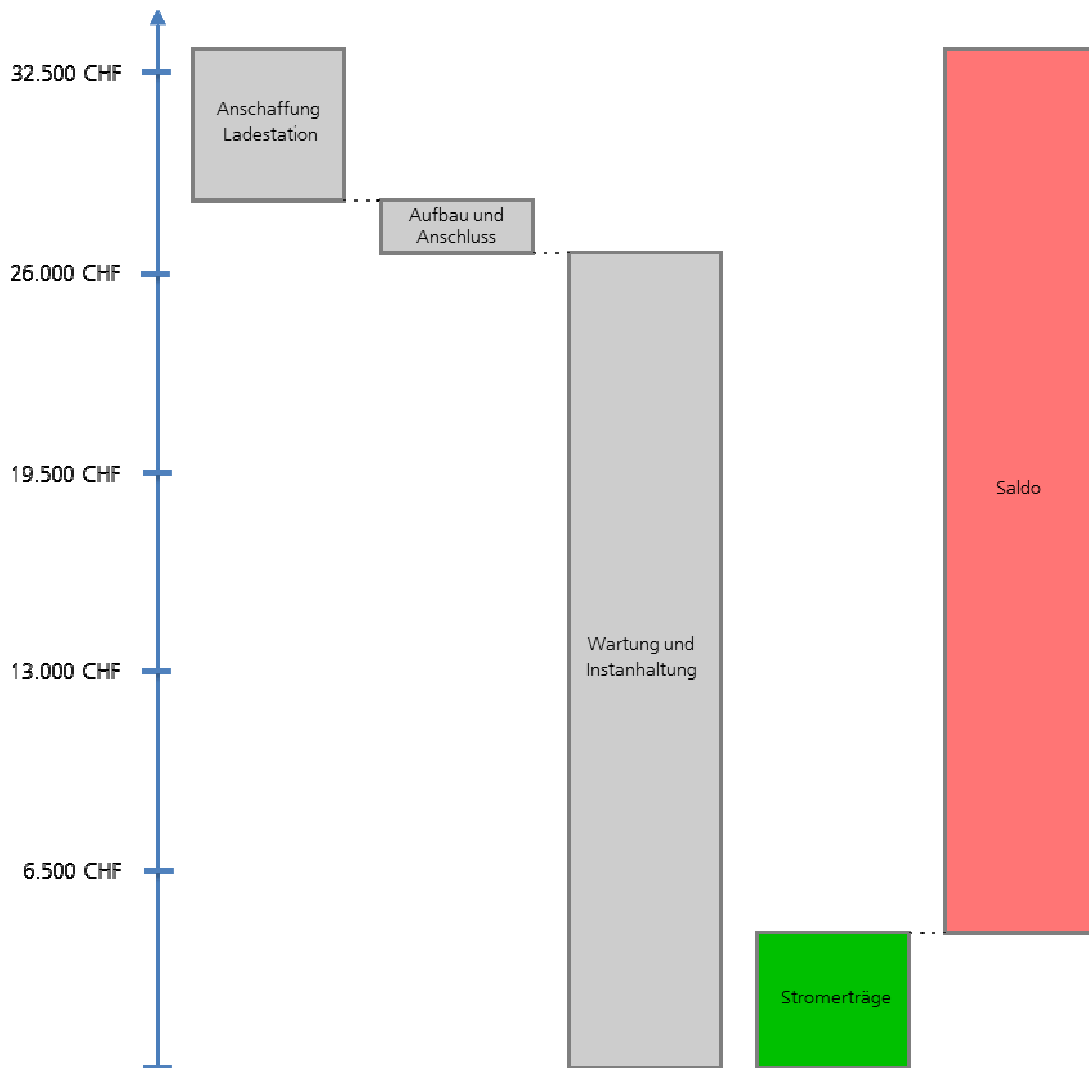 32.500 CHF
Anschaffung
Ladestation
Aufbau und
Anschluss
26.000 CHF
19.500 CHF
Saldo
Wartung und
Instanhaltung
13.000 CHF
6.500 CHF
Stromerträge